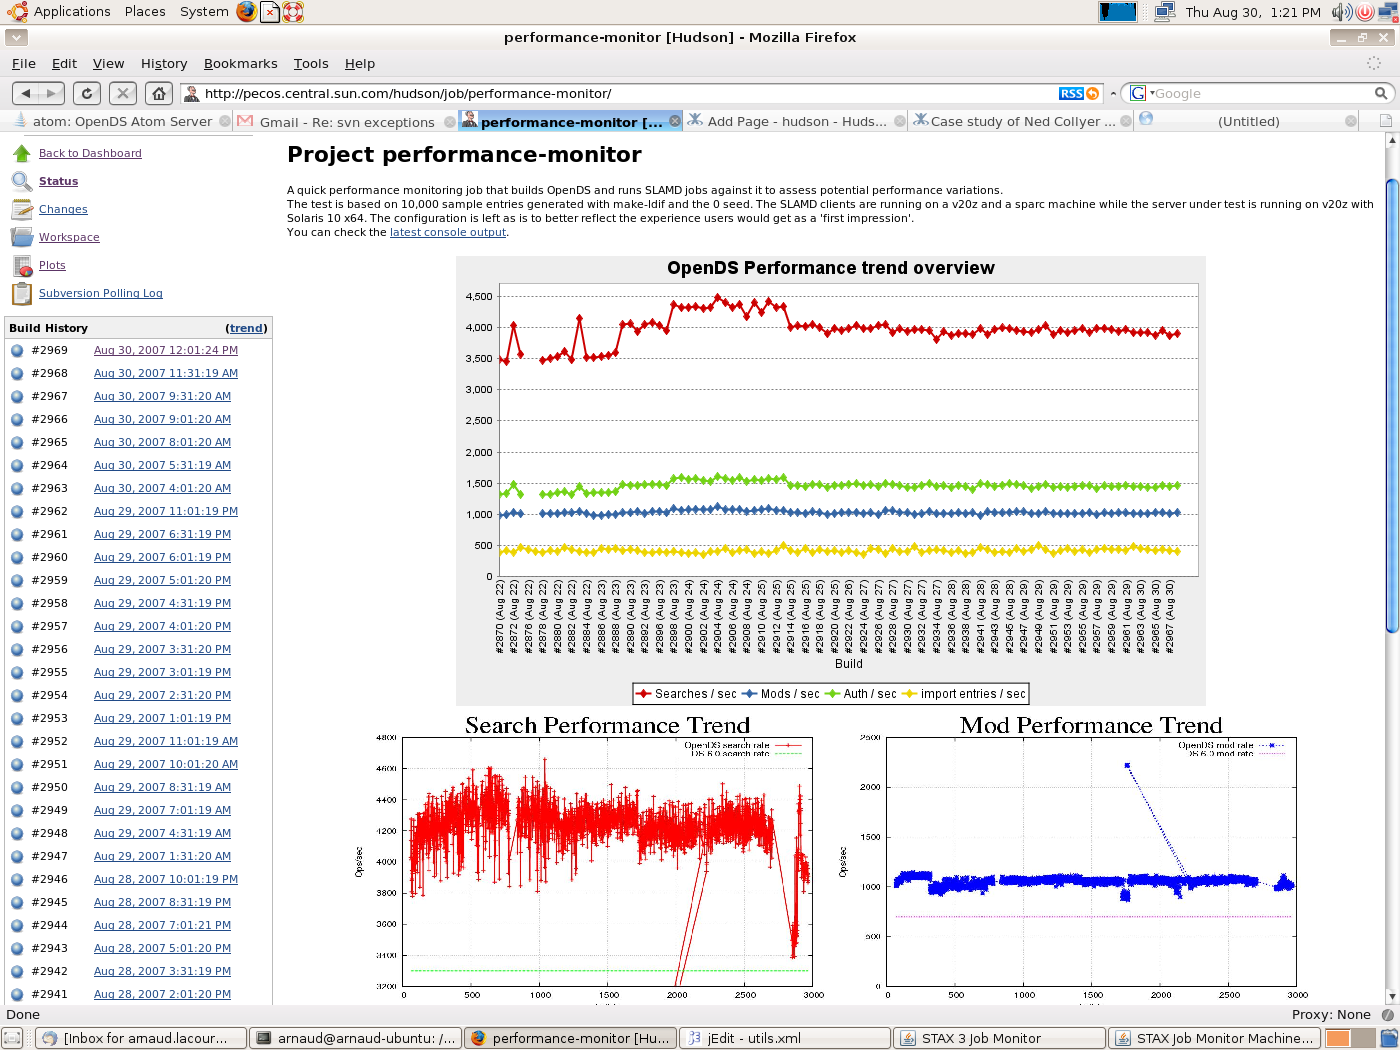 Applications Places System Thu Aug 30, 1:21 PM
performance-monitor [Hudson] - Mozilla Firefox
File Edit View History Bookmarks Tools Help
http://pecos.central.sun.com/hudson/job/performance-monitor/ RSS G Google
atom: OpenDS Atom Server Gmail - Re: svn exceptions performance-monitor [... Add Page - hudson - Huds... Case study of Ned Collyer ... (Untitled)
Back to Dashboard
Status
Changes
Workspace
Plots
Subversion Polling Log
Build History (trend)
#2969 Aug 30, 2007 12:01:24 PM
#2968 Aug 30, 2007 11:31:19 AM
#2967 Aug 30, 2007 9:31:20 AM
#2966 Aug 30, 2007 9:01:20 AM
#2965 Aug 30, 2007 8:01:20 AM
#2964 Aug 30, 2007 5:31:19 AM
#2963 Aug 30, 2007 4:01:20 AM
#2962 Aug 29, 2007 11:01:19 PM
#2961 Aug 29, 2007 6:31:19 PM
#2960 Aug 29, 2007 6:01:19 PM
#2959 Aug 29, 2007 5:01:20 PM
#2958 Aug 29, 2007 4:31:19 PM
#2957 Aug 29, 2007 4:01:20 PM
#2956 Aug 29, 2007 3:31:20 PM
#2955 Aug 29, 2007 3:01:19 PM
#2954 Aug 29, 2007 2:31:20 PM
#2953 Aug 29, 2007 1:01:19 PM
#2952 Aug 29, 2007 11:01:19 AM
#2951 Aug 29, 2007 10:01:20 AM
#2950 Aug 29, 2007 8:31:19 AM
#2949 Aug 29, 2007 7:01:19 AM
#2948 Aug 29, 2007 4:31:19 AM
#2947 Aug 29, 2007 1:31:20 AM
#2946 Aug 28, 2007 10:01:19 PM
#2945 Aug 28, 2007 8:31:19 PM
#2944 Aug 28, 2007 7:01:21 PM
#2943 Aug 28, 2007 5:01:20 PM
#2942 Aug 28, 2007 3:31:19 PM
#2941 Aug 28, 2007 2:01:20 PM
Project performance-monitor
A quick performance monitoring job that builds OpenDS and runs SLAMD jobs against it to assess potential performance variations.
The test is based on 10,000 sample entries generated with make-ldif and the 0 seed. The SLAMD clients are running on a v20z and a sparc machine while the server under test is running on v20z with
Solaris 10 x64. The configuration is left as is to better reflect the experience users would get as a 'first impression'.
You can check the latest console output.
OpenDS Performance trend overview
4,500
4,000
3,500
3,000
2,500
2,000
1,500
1,000
500
0
#2870 (Aug 22) #2872 (Aug 22) #2876 (Aug 22) #2878 (Aug 22) #2880 (Aug 22) #2882 (Aug 22) #2884 (Aug 22) #2886 (Aug 23) #2888 (Aug 23) #2890 (Aug 23) #2892 (Aug 23) #2896 (Aug 23) #2898 (Aug 23) #2900 (Aug 24) #2902 (Aug 24) #2904 (Aug 24) #2906 (Aug 24) #2908 (Aug 24) #2910 (Aug 25) #2912 (Aug 25) #2914 (Aug 25) #2916 (Aug 25) #2918 (Aug 25) #2920 (Aug 25) #2922 (Aug 26) #2924 (Aug 27) #2926 (Aug 27) #2928 (Aug 27) #2930 (Aug 27) #2932 (Aug 27) #2934 (Aug 27) #2936 (Aug 28) #2938 (Aug 28) #2941 (Aug 28) #2943 (Aug 28) #2945 (Aug 28) #2947 (Aug 29) #2949 (Aug 29) #2951 (Aug 29) #2953 (Aug 29) #2955 (Aug 29) #2957 (Aug 29) #2959 (Aug 29) #2961 (Aug 29) #2963 (Aug 30) #2965 (Aug 30) #2967 (Aug 30)
Build
Searches / sec Mods / sec Auth / sec import entries / sec
Search Performance Trend
OpenDS search rate
DS 6.0 search rate
4800
4600
4400
4200
4000
3800
3600
3400
3200
Ops/sec
0 500 1000 1500 2000 2500 3000
Mod Performance Trend
OpenDS mod rate
DS 6.0 mod rate
2500
2000
1500
1000
500
0
Ops/sec
0 500 1000 1500 2000 2500 3000
Done Proxy: None
[Inbox for arnaud.lacour... arnaud@arnaud-ubuntu: /... performance-monitor [Hu... jEdit - utils.xml STAX 3 Job Monitor STAX Job Monitor Machine...